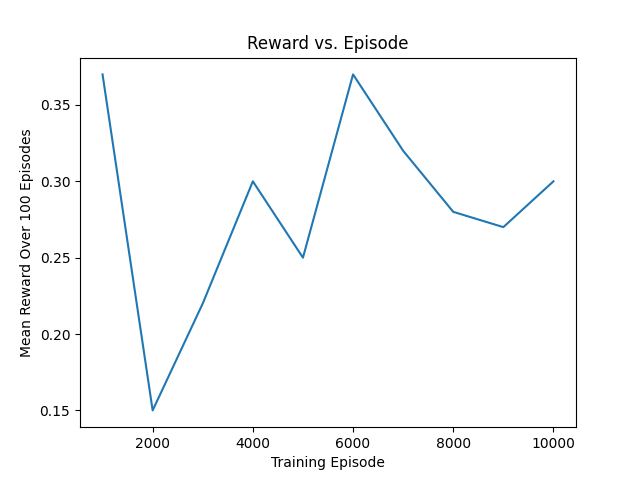 Reward vs. Episode
Mean Reward Over 100 Episodes
0.35
0.30
0.25
0.20
0.15
2000 4000 6000 8000 10000
Training Episode